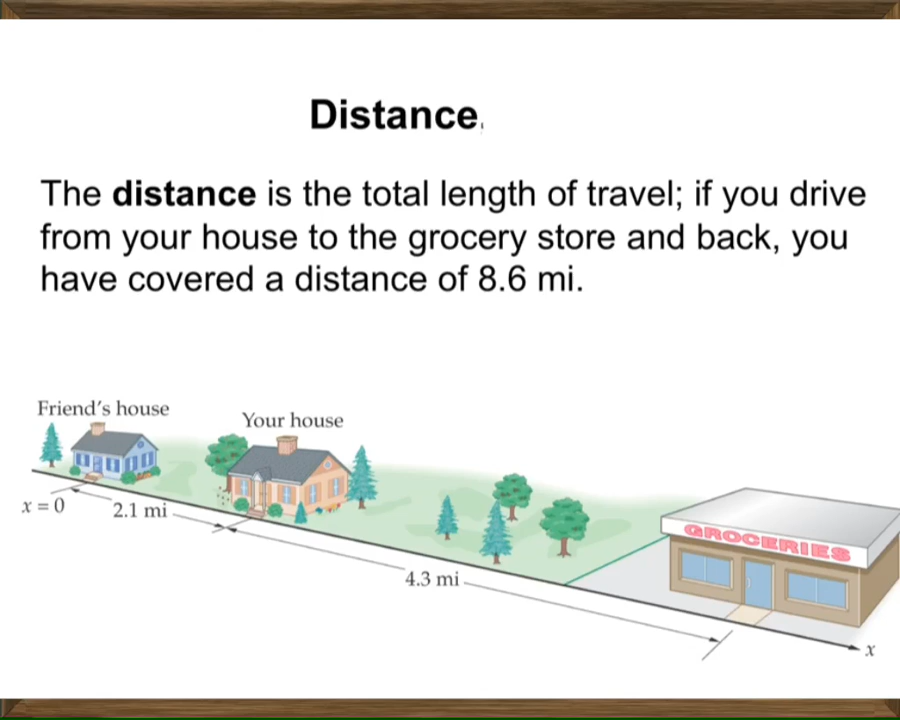 Distance
The distance is the total length of travel; if you drive
from your house to the grocery store and back, you
have covered a distance of 8.6 mi.
Friend's house
Your house
x = 0
2.1 mi
GROCERIES
4.3 mi
x